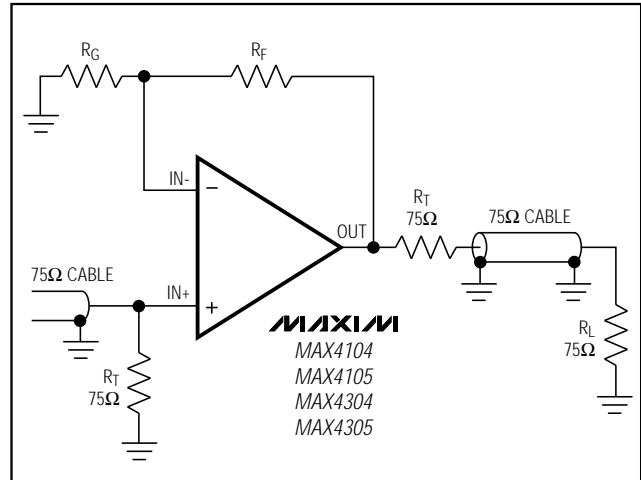 RG
RF
IN-
−
OUT
RT
75Ω
75Ω CABLE
75Ω CABLE
IN+
+
MAXIM
MAX4104
MAX4105
MAX4304
MAX4305
RT
75Ω
RL
75Ω